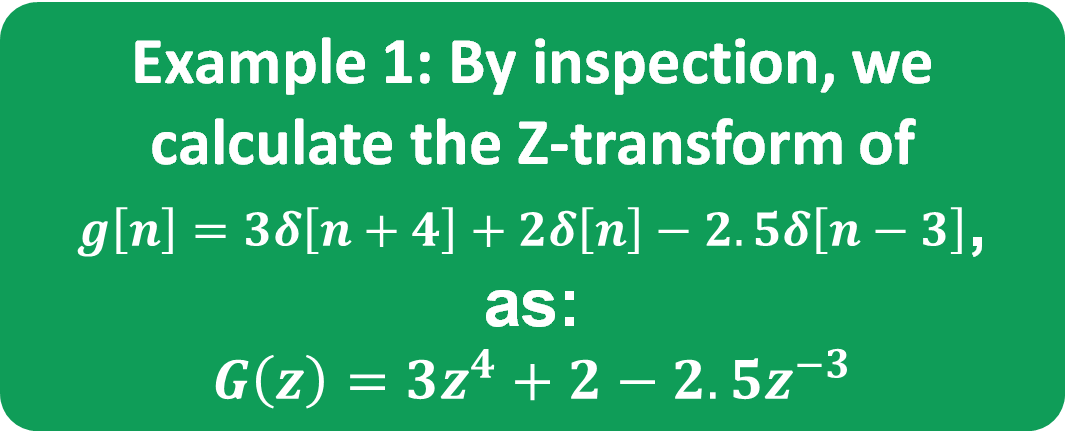 Example 1: By inspection, we
calculate the Z-transform of
g[n] = 3δ[n + 4] + 2δ[n] − 2.5δ[n − 3],
as:
G(z) = 3z⁴ + 2 − 2.5z⁻³